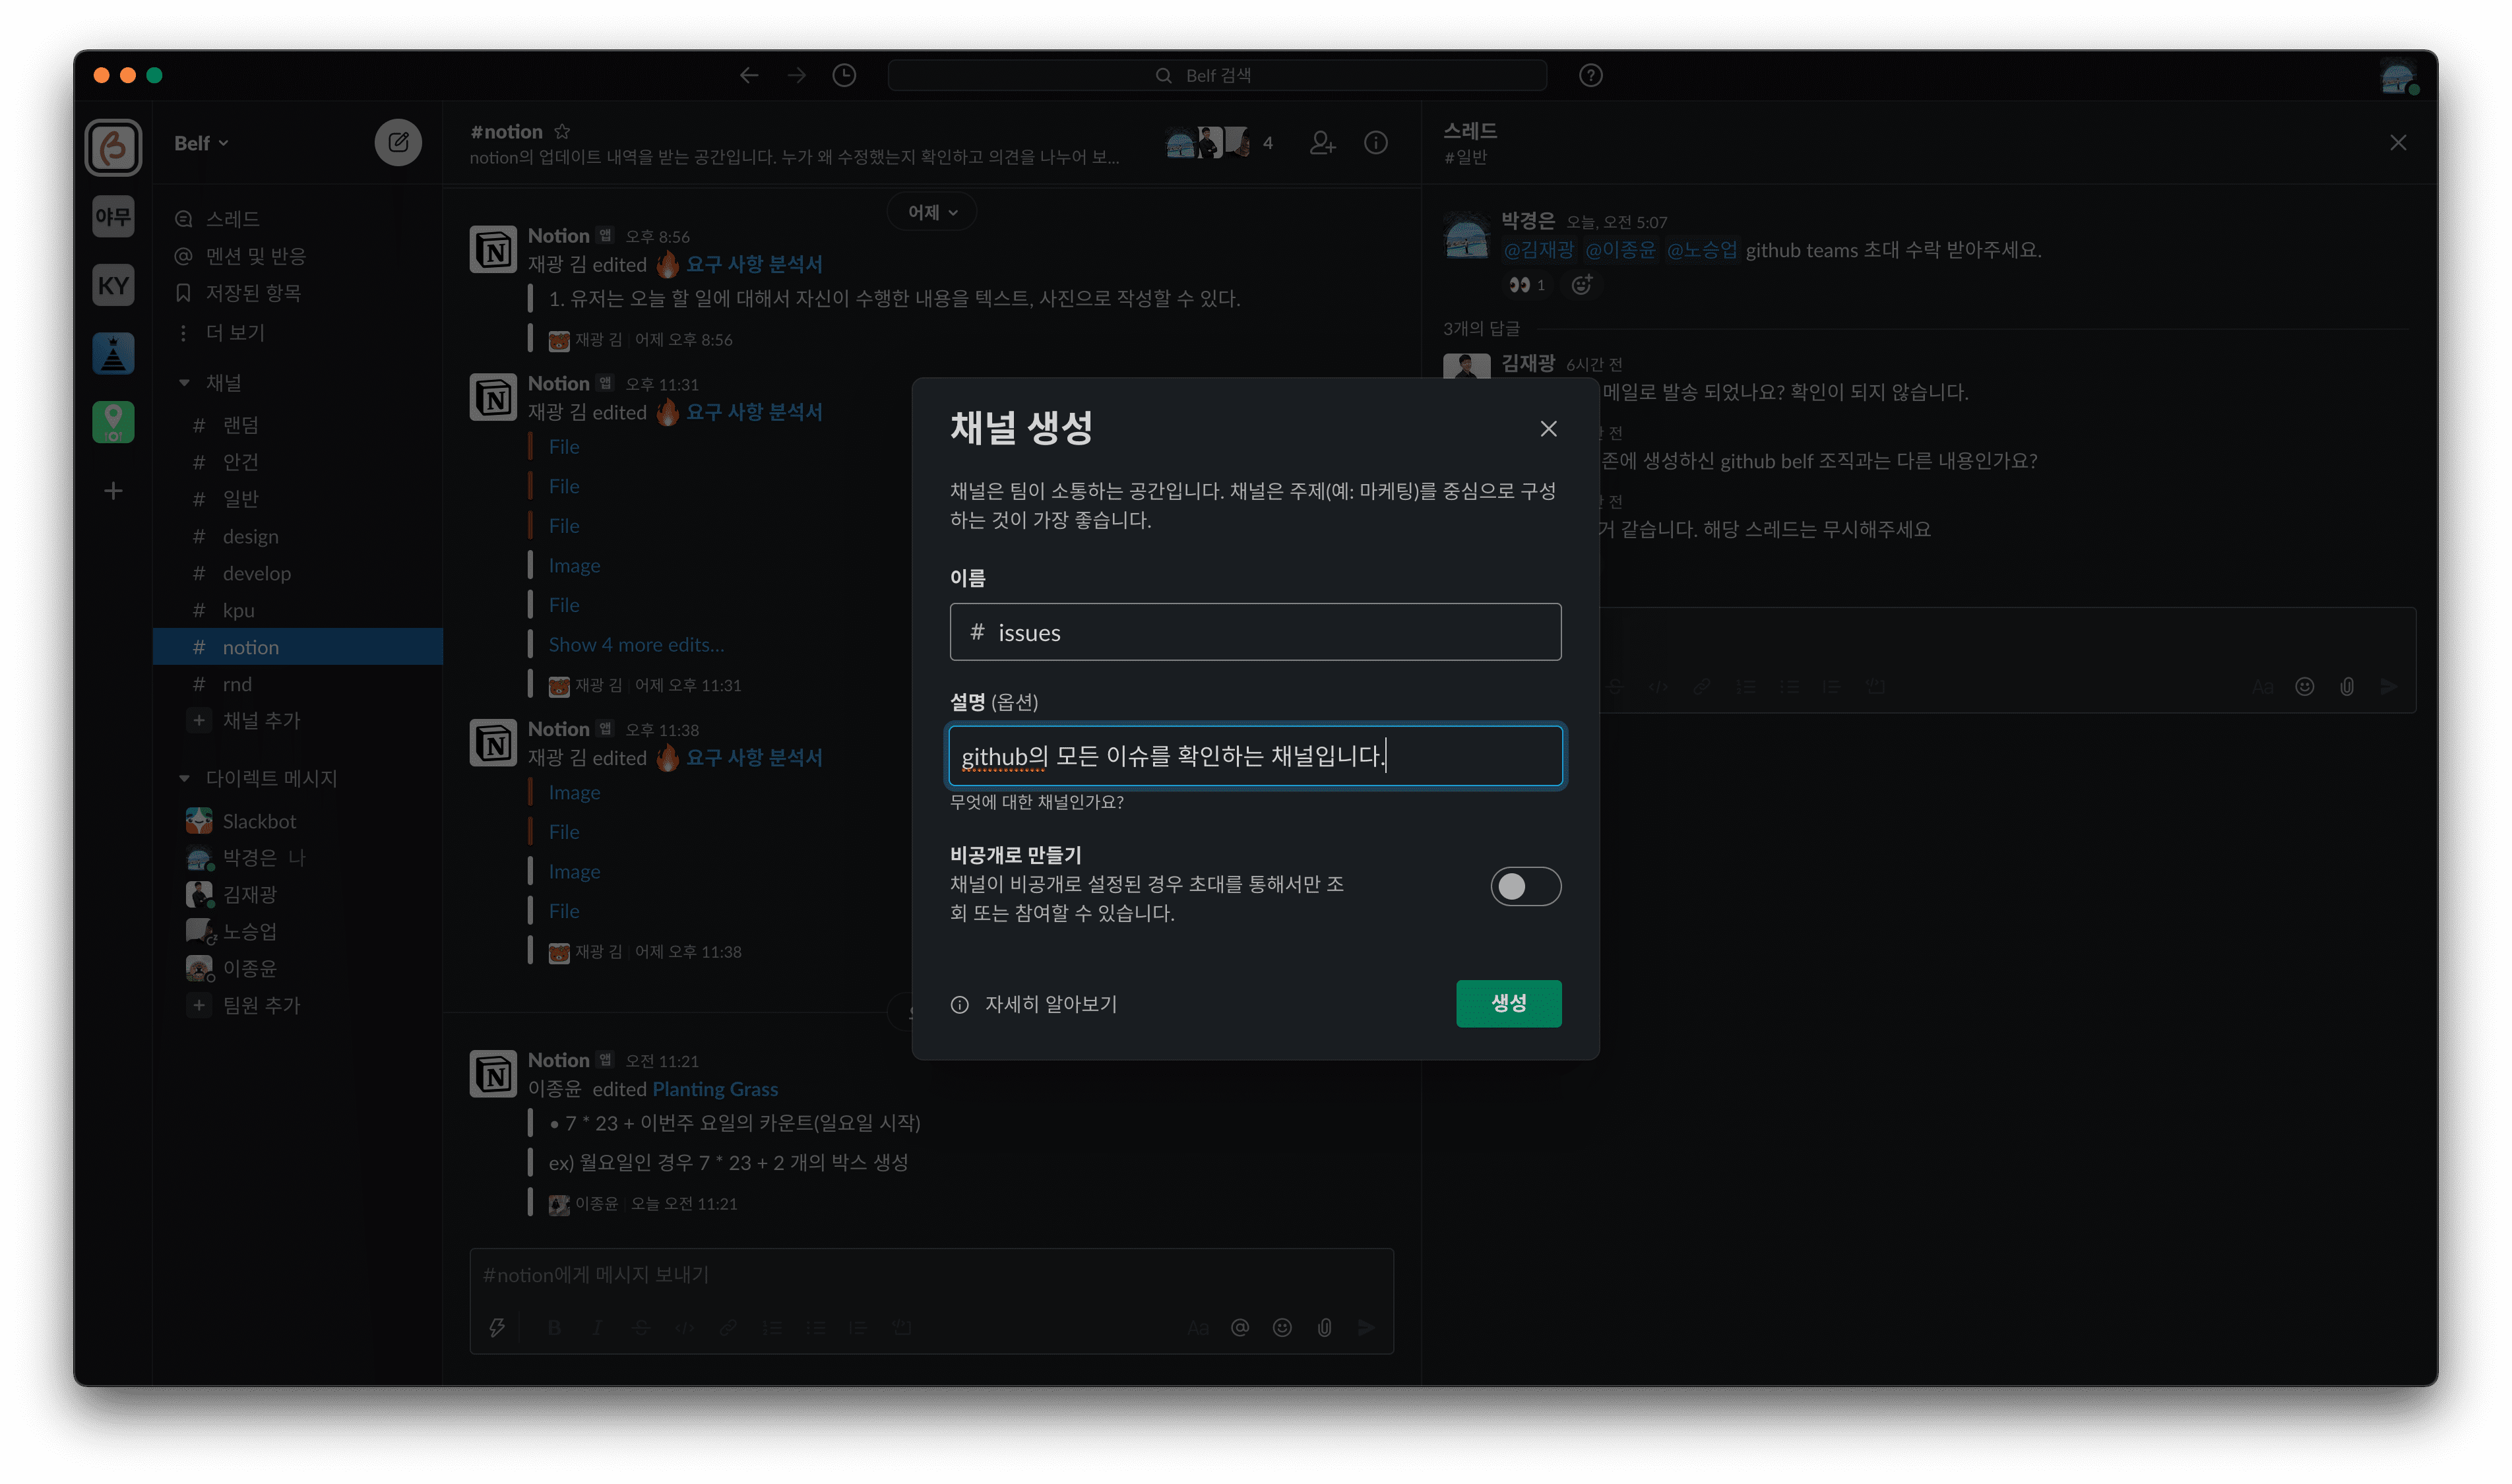 Belf 검색
야무
KY
Belf
스레드
멘션 및 반응
저장된 항목
더 보기
채널
# 랜덤
# 안건
# 일반
# design
# develop
# kpu
# notion
# rnd
+ 채널 추가
다이렉트 메시지
Slackbot
박경은 나
김재광
노승업
이종윤
+ 팀원 추가
#notion
notion의 업데이트 내역을 받는 공간입니다. 누가 왜 수정했는지 확인하고 의견을 나누어 보...
4
어제
Notion 앱 오후 8:56
재광 김 edited 🔥 요구 사항 분석서
1. 유저는 오늘 할 일에 대해서 자신이 수행한 내용을 텍스트, 사진으로 작성할 수 있다.
재광 김 | 어제 오후 8:56
Notion 앱 오후 11:31
재광 김 edited 🔥 요구 사항 분석서
File
File
File
Image
File
Show 4 more edits...
재광 김 | 어제 오후 11:31
Notion 앱 오후 11:38
재광 김 edited 🔥 요구 사항 분석서
Image
File
Image
File
재광 김 | 어제 오후 11:38
Notion 앱 오전 11:21
이종윤 edited Planting Grass
• 7 * 23 + 이번주 요일의 카운트(일요일 시작)
ex) 월요일인 경우 7 * 23 + 2 개의 박스 생성
이종윤 | 오늘 오전 11:21
#notion에게 메시지 보내기
채널 생성
채널은 팀이 소통하는 공간입니다. 채널은 주제(예: 마케팅)를 중심으로 구성
하는 것이 가장 좋습니다.
이름
# issues
설명 (옵션)
github의 모든 이슈를 확인하는 채널입니다.
무엇에 대한 채널인가요?
비공개로 만들기
채널이 비공개로 설정된 경우 초대를 통해서만 조
회 또는 참여할 수 있습니다.
자세히 알아보기
생성
스레드
#일반
박경은 오늘, 오전 5:07
@김재광 @이종윤 @노승업 github teams 초대 수락 받아주세요.
👀 1
3개의 답글
김재광 6시간 전
메일로 발송 되었나요? 확인이 되지 않습니다.
전
존에 생성하신 github belf 조직과는 다른 내용인가요?
전
거 같습니다. 해당 스레드는 무시해주세요
Aa